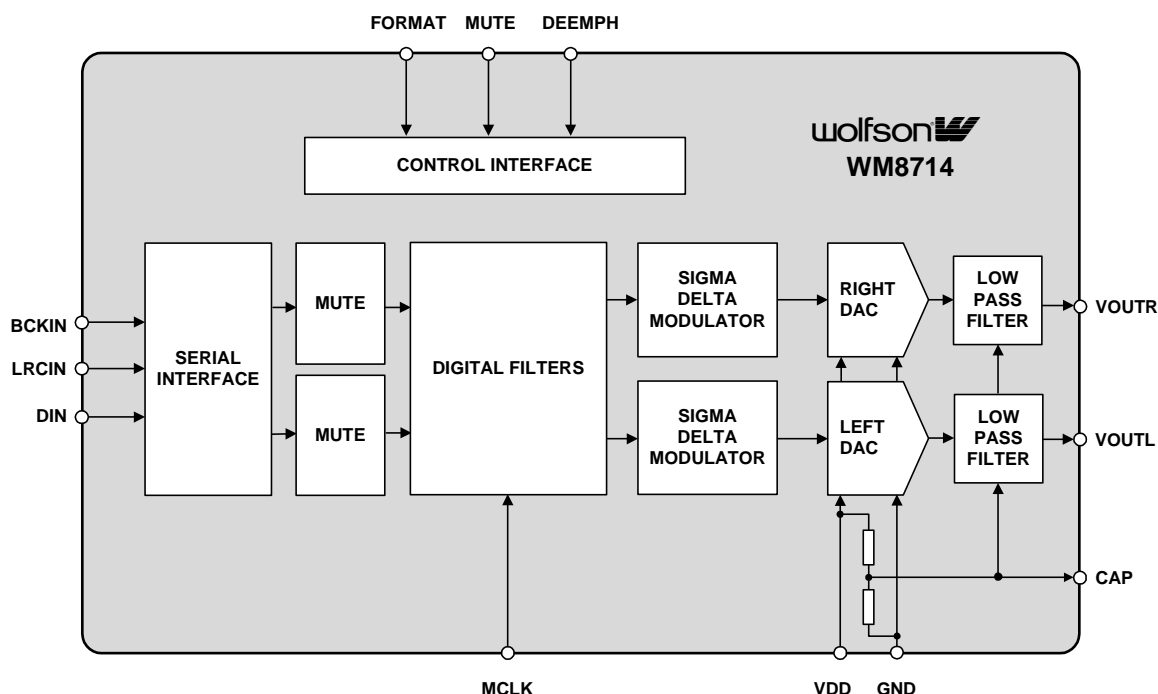 FORMAT MUTE DEEMPH
wolfson
WM8714
CONTROL INTERFACE
BCKIN
LRCIN
DIN
SERIAL
INTERFACE
MUTE
MUTE
DIGITAL FILTERS
SIGMA
DELTA
MODULATOR
SIGMA
DELTA
MODULATOR
RIGHT
DAC
LEFT
DAC
LOW
PASS
FILTER
LOW
PASS
FILTER
VOUTR
VOUTL
CAP
MCLK
VDD
GND